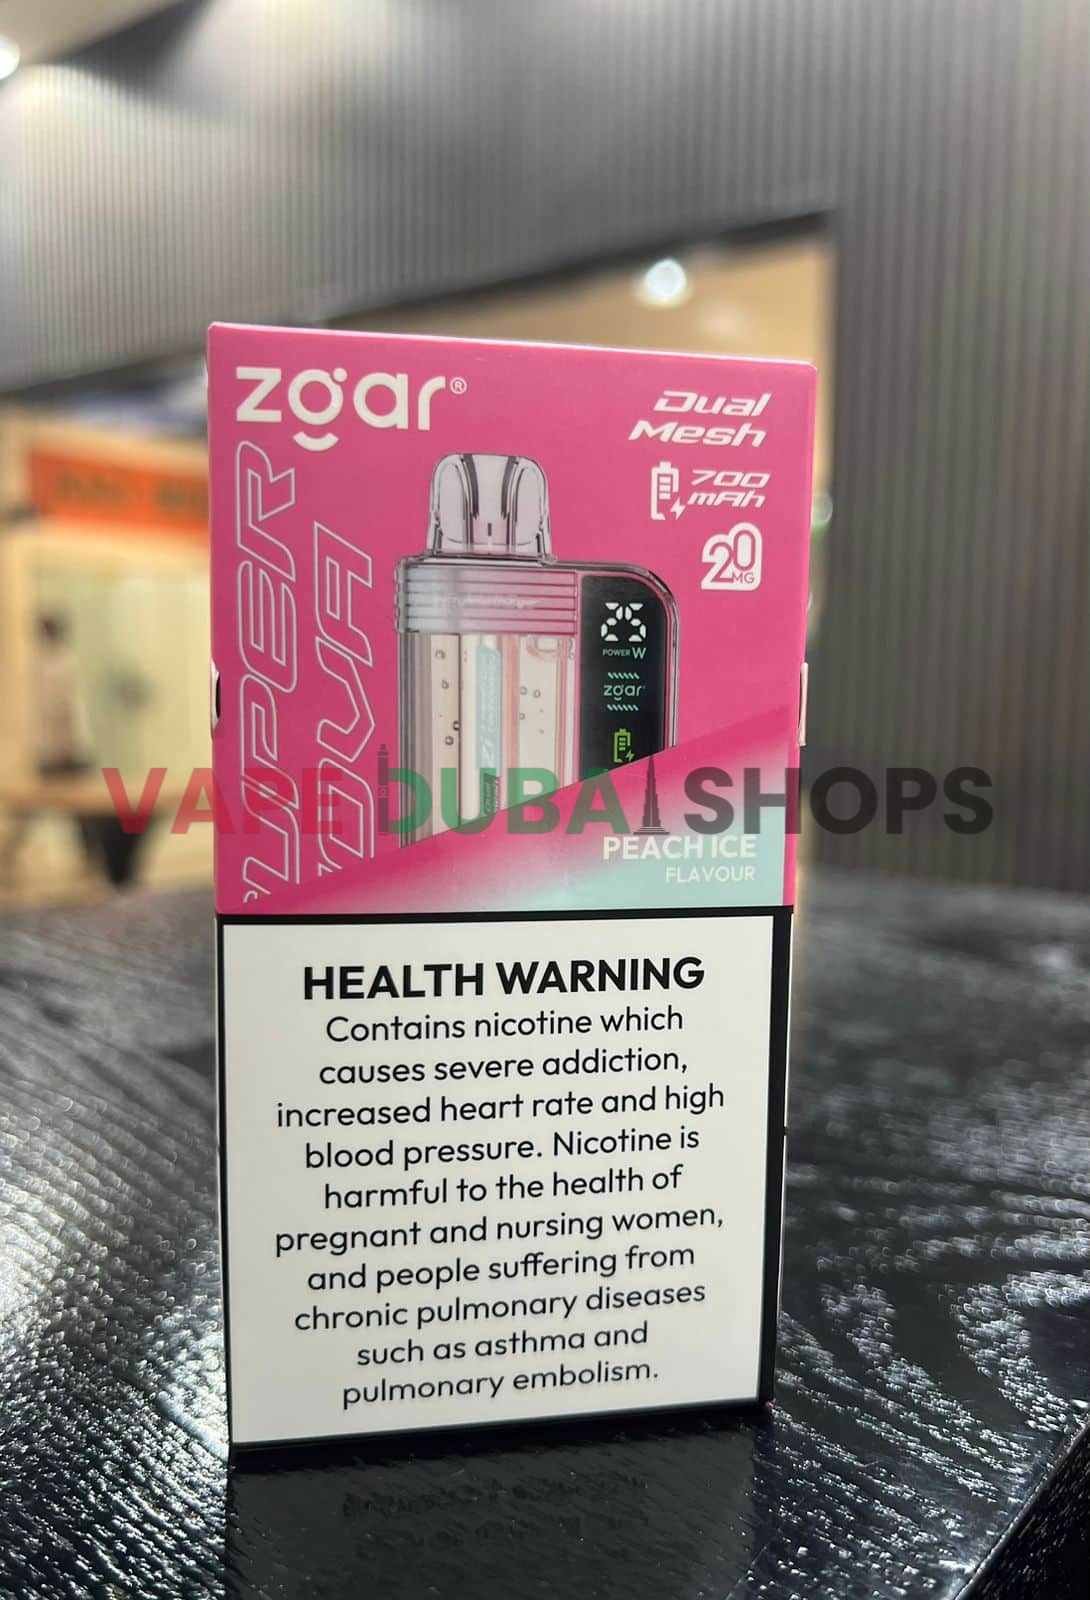 zgar®
Dual
Mesh
700
mAh
20
MG
25
POWER W
zgar
VAPE DUBAI SHOPS
PEACH ICE
FLAVOUR
HEALTH WARNING
Contains nicotine which
causes severe addiction,
increased heart rate and high
blood pressure. Nicotine is
harmful to the health of
pregnant and nursing women,
and people suffering from
chronic pulmonary diseases
such as asthma and
pulmonary embolism.